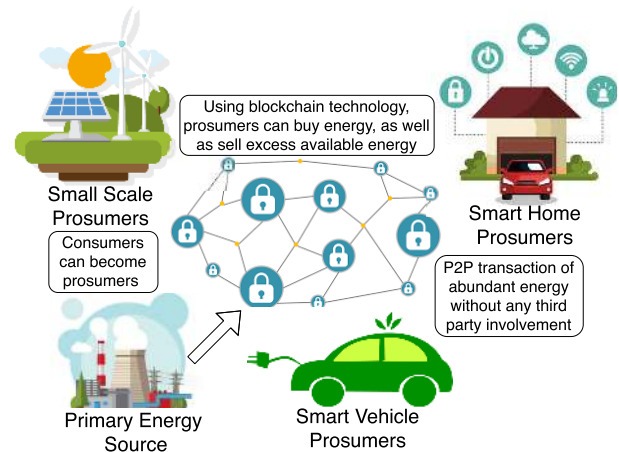 Using blockchain technology,
prosumers can buy energy, as well
as sell excess available energy
Small Scale
Prosumers
Smart Home
Prosumers
Consumers
can become
prosumers
P2P transaction of
abundant energy
without any third
party involvement
Primary Energy
Source
Smart Vehicle
Prosumers